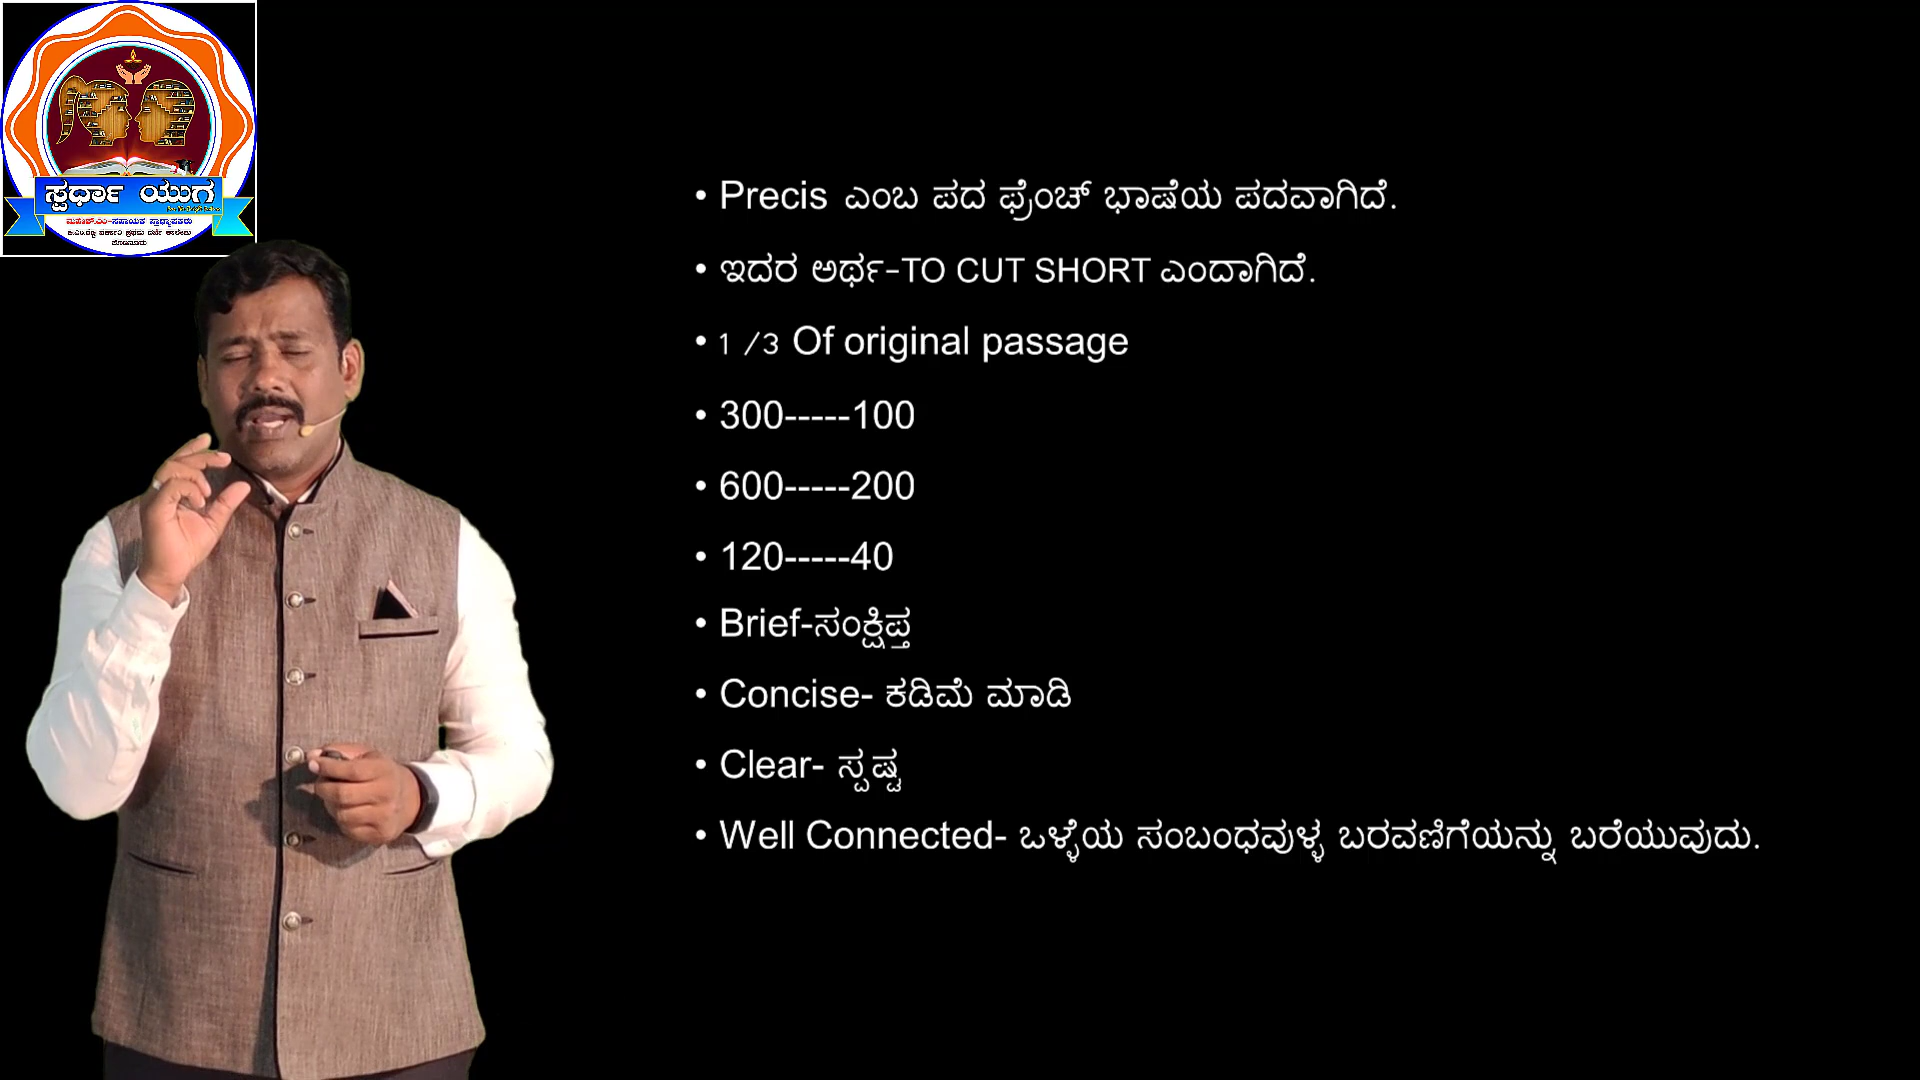 ಸ್ಪರ್ಧಾ ಯುಗ
• Precis ಎಂಬ ಪದ ಫ್ರೆಂಚ್ ಭಾಷೆಯ ಪದವಾಗಿದೆ.
• ಇದರ ಅರ್ಥ-TO CUT SHORT ಎಂದಾಗಿದೆ.
• 1 /3 Of original passage
• 300-----100
• 600-----200
• 120-----40
• Brief-ಸಂಕ್ಷಿಪ್ತ
• Concise- ಕಡಿಮೆ ಮಾಡಿ
• Clear- ಸ್ಪಷ್ಟ
• Well Connected- ಒಳ್ಳೆಯ ಸಂಬಂಧವುಳ್ಳ ಬರವಣಿಗೆಯನ್ನು ಬರೆಯುವುದು.